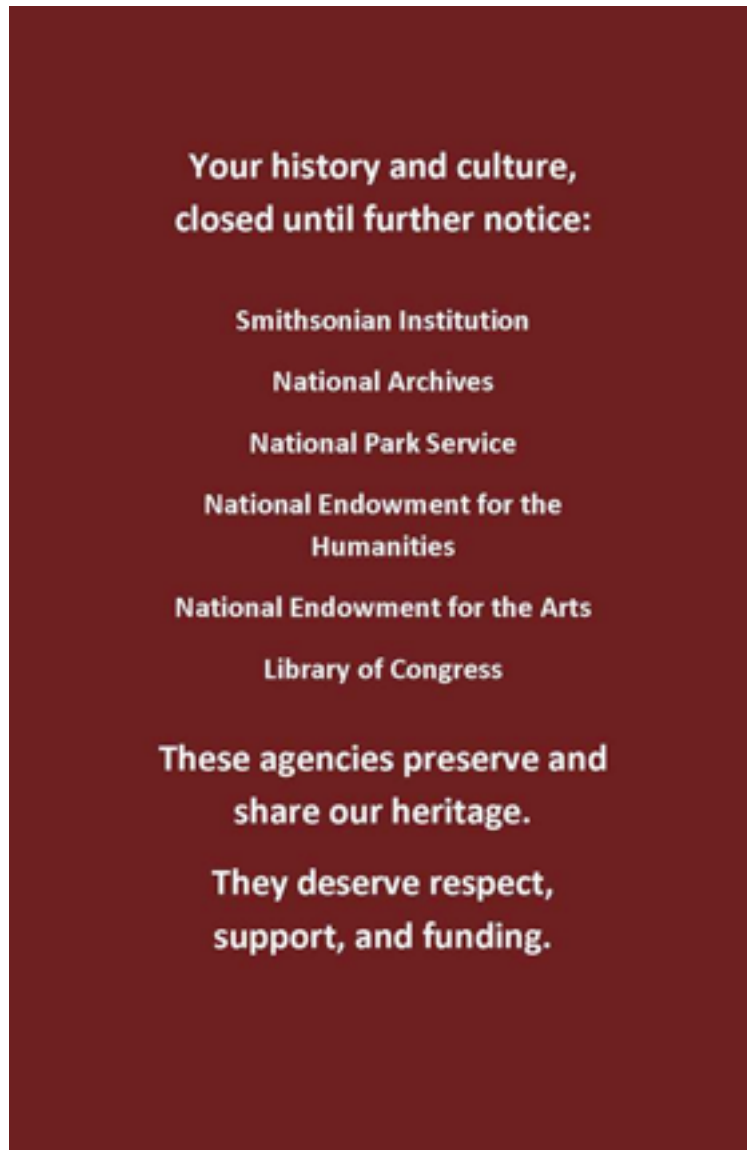 Your history and culture,
closed until further notice:
Smithsonian Institution
National Archives
National Park Service
National Endowment for the
Humanities
National Endowment for the Arts
Library of Congress
These agencies preserve and
share our heritage.
They deserve respect,
support, and funding.